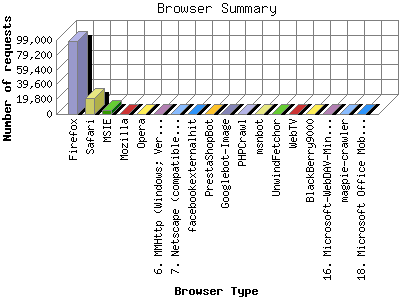 Browser Summary
Number of requests
99,000
79,200
59,400
39,600
19,800
0
Firefox
Safari
MSIE
Mozilla
Opera
6. MMHttp (Windows; Ver...
7. Netscape (compatible...
facebookexternalhit
PrestaShopBot
Googlebot-Image
PHPCrawl
msnbot
UnwindFetchor
WebTV
BlackBerry9000
16. Microsoft-WebDAV-Min...
magpie-crawler
18. Microsoft Office Mob...
Browser Type